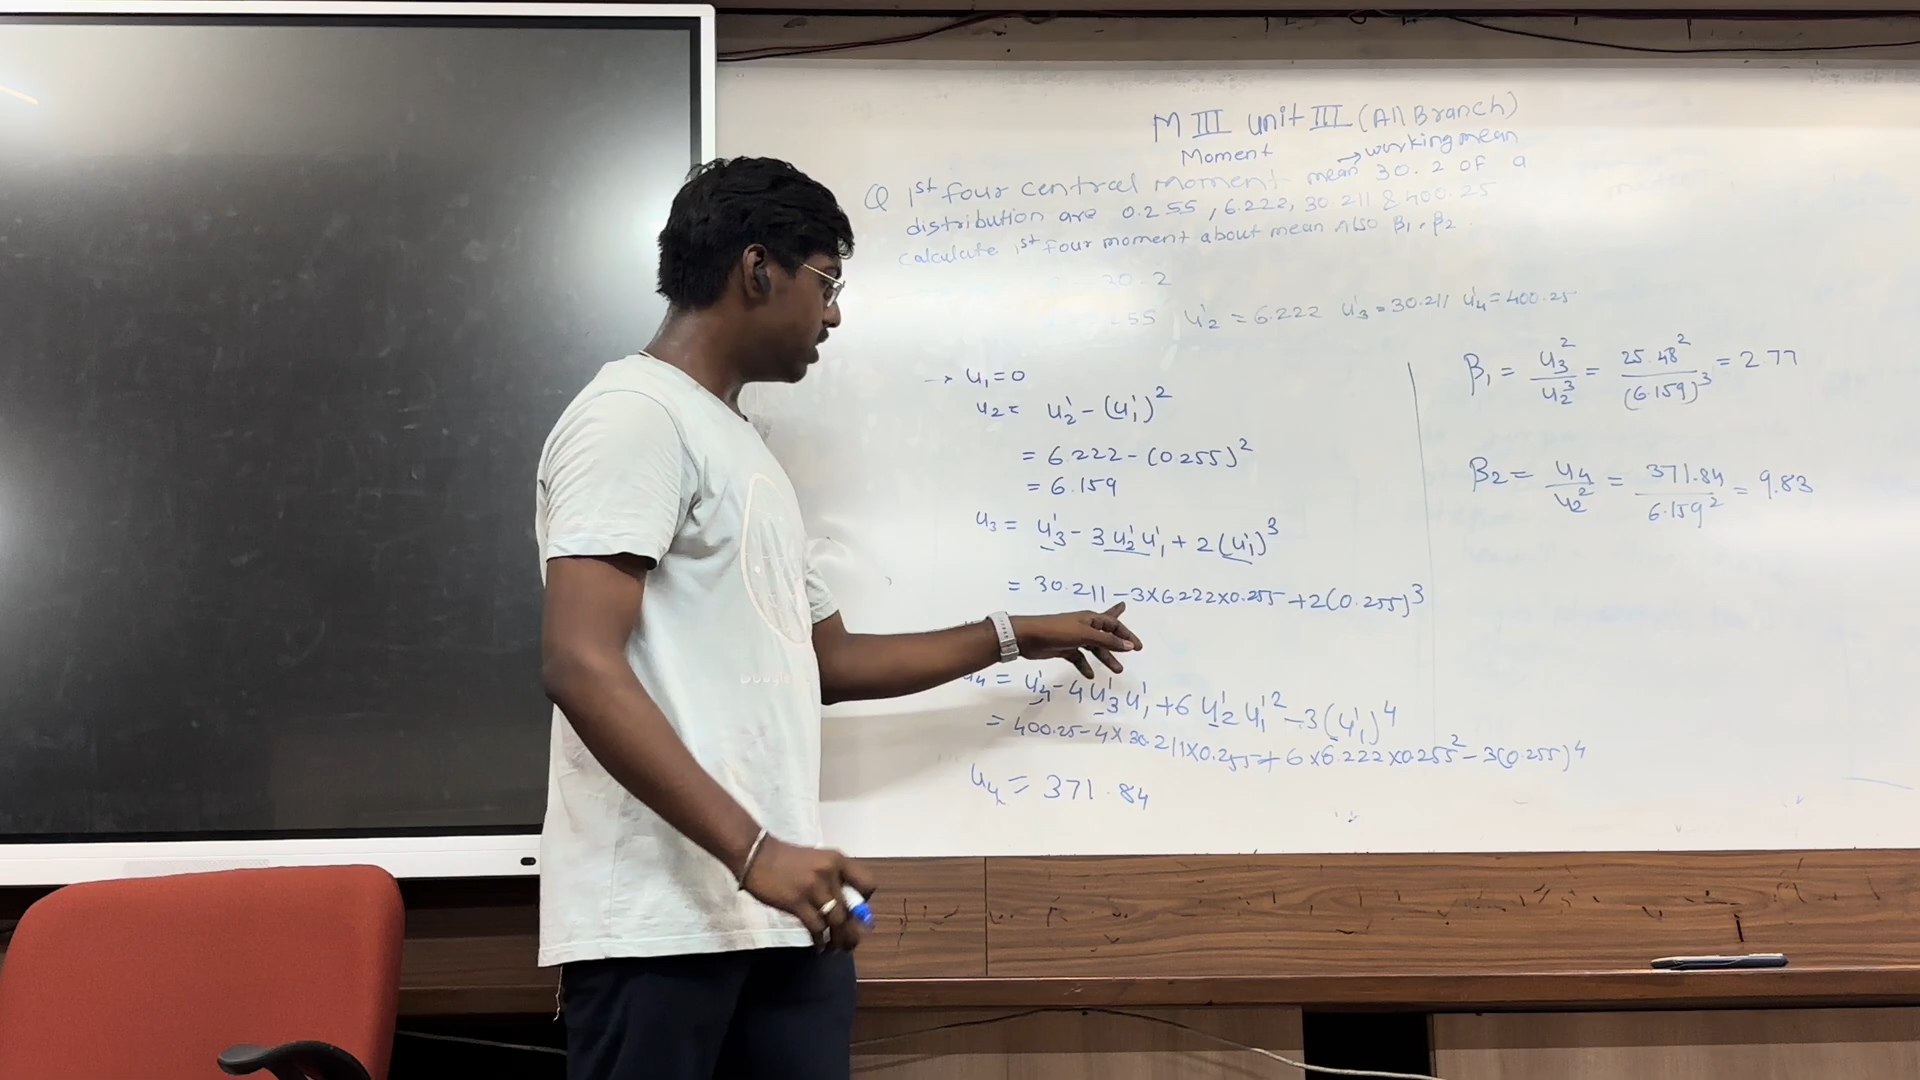 M III unit III (All Branch)
Moment → working mean
Q 1st four central moment mean 30.2 OF a
distribution are 0.255, 6.222, 30.211 & 400.25
calculate 1st four moment about mean Also β1, β2.
30.2
55 u'2 = 6.222 u'3 = 30.211 u'4 = 400.25
→ u1 = 0
u2 = u'2 - (u'1)^2
= 6.222 - (0.255)^2
= 6.159
u3 = u'3 - 3 u'2 u'1 + 2 (u'1)^3
= 30.211 - 3×6.222×0.255 + 2(0.255)^3
u4 = u'4 - 4 u'3 u'1 + 6 u'2 u'1^2 - 3 (u'1)^4
= 400.25 - 4 × 30.211×0.255 + 6×6.222×0.255^2 - 3(0.255)^4
u4 = 371.84
β1 = u3^2 / u2^3 = 25.48^2 / (6.159)^3 = 2.77
β2 = u4 / u2^2 = 371.84 / 6.159^2 = 9.83